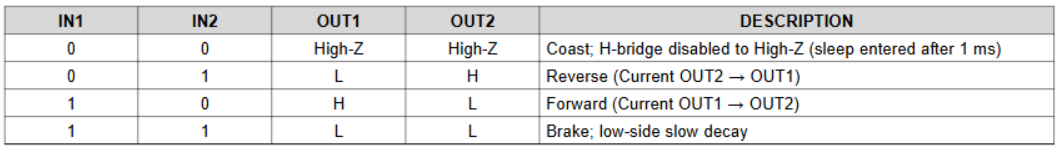 IN1 IN2 OUT1 OUT2 DESCRIPTION
0 0 High-Z High-Z Coast; H-bridge disabled to High-Z (sleep entered after 1 ms)
0 1 L H Reverse (Current OUT2 → OUT1)
1 0 H L Forward (Current OUT1 → OUT2)
1 1 L L Brake; low-side slow decay